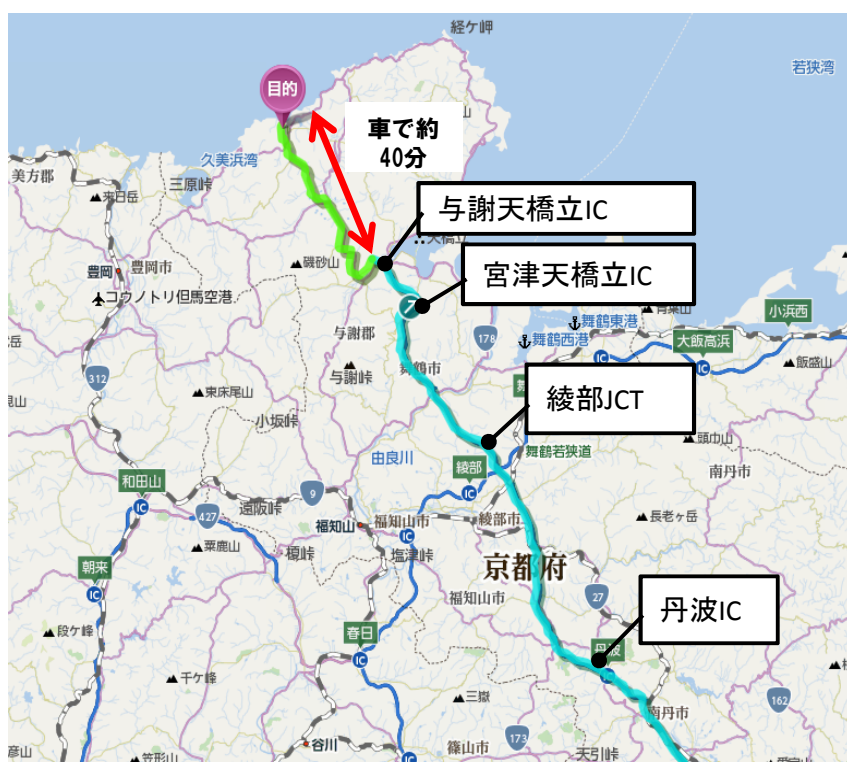 経ケ岬
若狭湾
目的
車で約
40分
久美浜湾
美方郡
三原峠
来日岳
与謝天橋立IC
豊岡
豊岡市
磯砂山
宮津天橋立IC
コウノトリ但馬空港
舞鶴東港
小浜西
舞鶴西港
大飯高浜
与謝郡
178
飯盛山
与謝峠
舞鶴市
312
東床尾山
綾部JCT
小坂峠
頭巾山
由良川
舞鶴若狭道
綾部
IC
南丹市
和田山
IC
遠阪峠
9
427
福知山
福知山市
綾部市
長老ヶ岳
粟鹿山
榎峠
塩津峠
IC
京都府
朝来
IC
福知山市
27
丹波IC
段ケ峰
春日
IC
丹波
IC
千ケ峰
三嶽
南丹市
162
谷川
173
篠山市
天引峠
笠形山
IC